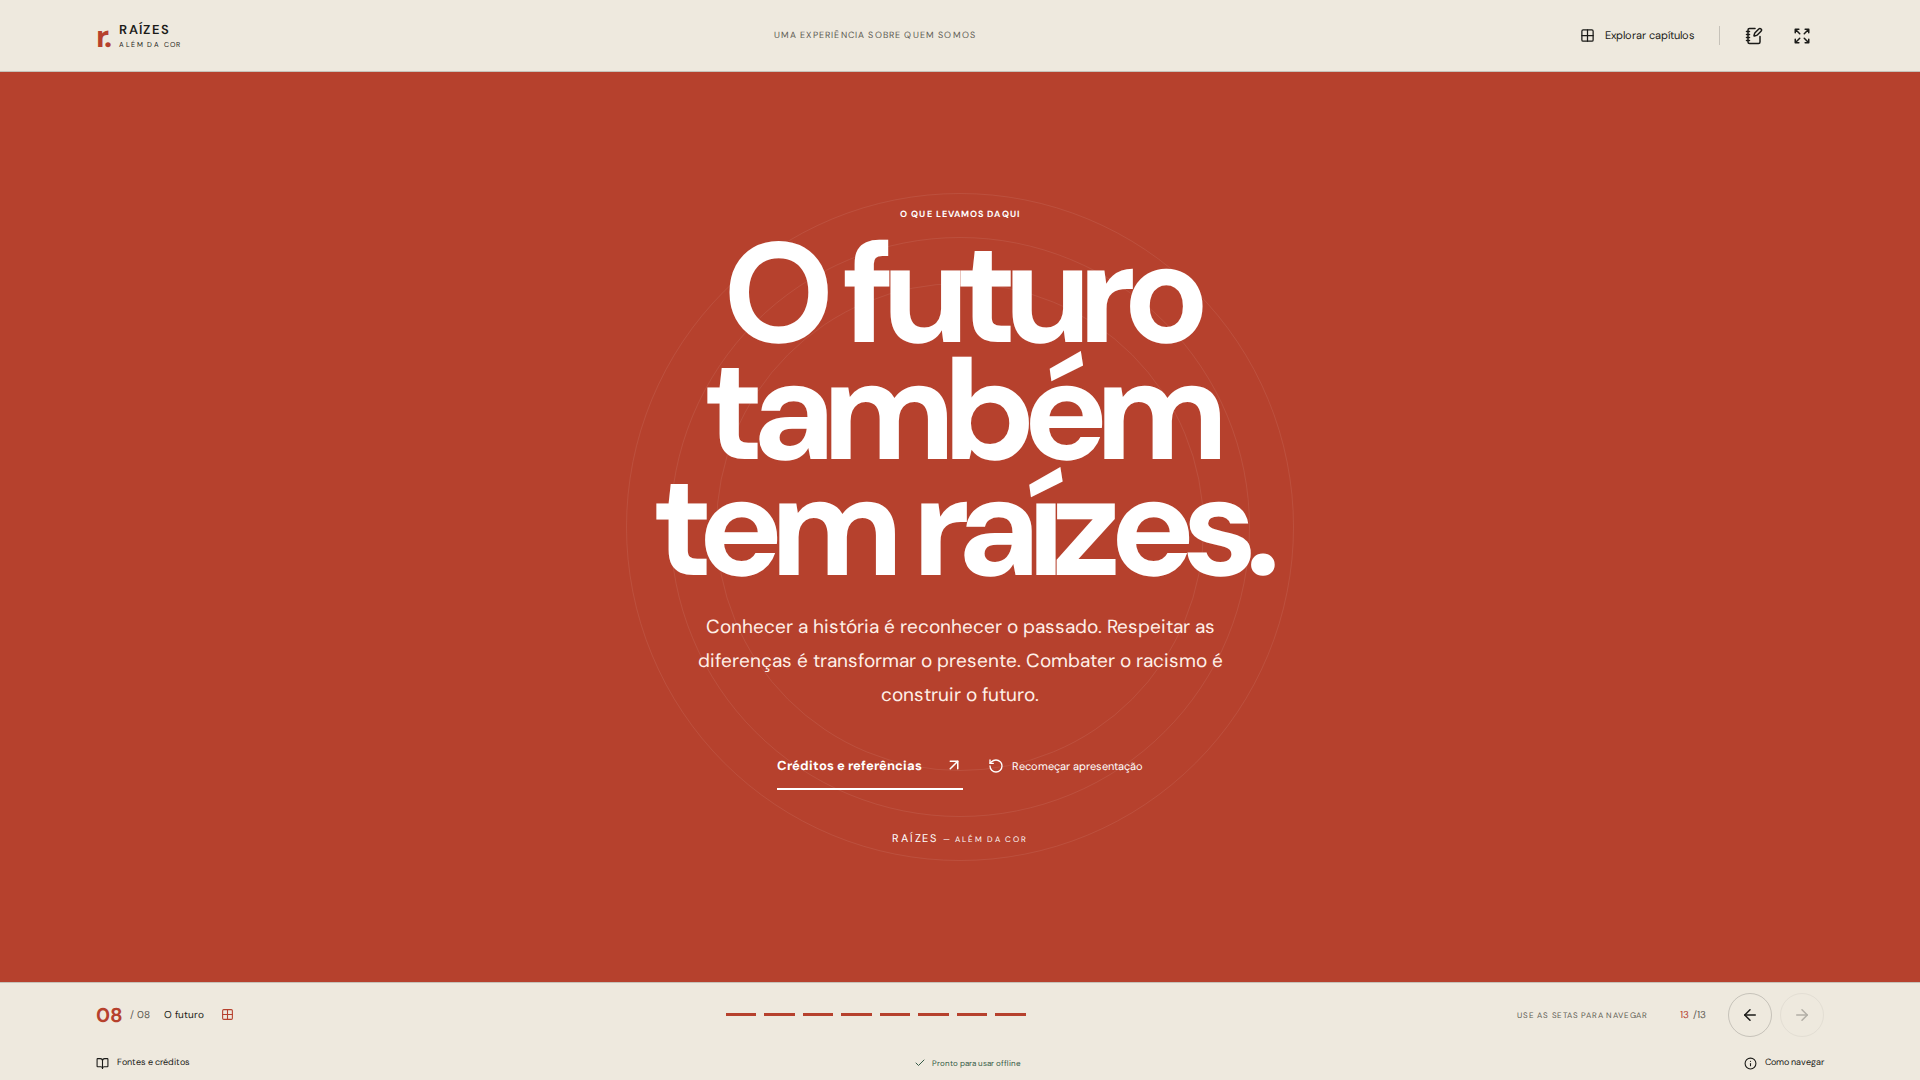 r. RAÍZES
ALÉM DA COR
UMA EXPERIÊNCIA SOBRE QUEM SOMOS
Explorar capítulos
O QUE LEVAMOS DAQUI
O futuro
também
tem raízes.
Conhecer a história é reconhecer o passado. Respeitar as
diferenças é transformar o presente. Combater o racismo é
construir o futuro.
Créditos e referências
Recomeçar apresentação
RAÍZES — ALÉM DA COR
08 / 08 O futuro
USE AS SETAS PARA NAVEGAR
13 /13
Fontes e créditos
Pronto para usar offline
Como navegar